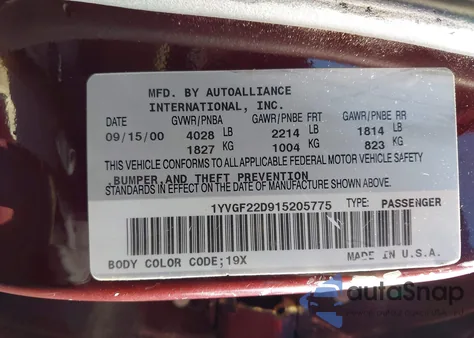 MFD. BY AUTOALLIANCE
INTERNATIONAL, INC.
DATE GVWR/PNBA GAWR/PNBE FRT GAWR/PNBE RR
09/15/00 4028 LB 2214 LB 1814 LB
1827 KG 1004 KG 823 KG
THIS VEHICLE CONFORMS TO ALL APPLICABLE FEDERAL MOTOR VEHICLE SAFETY
BUMPER, AND THEFT PREVENTION
STANDARDS IN EFFECT ON THE DATE OF MANUFACTURE SHOWN ABOVE.
1YVGF22D915205775 TYPE: PASSENGER
BODY COLOR CODE;19X MADE IN U.S.A.
autoSnap